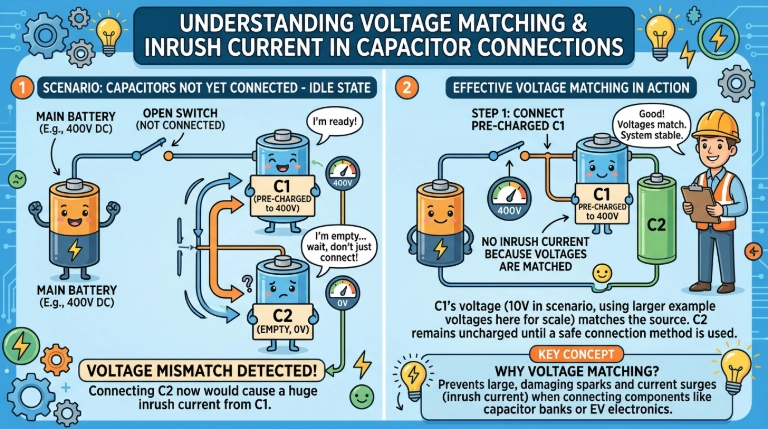 UNDERSTANDING VOLTAGE MATCHING &
INRUSH CURRENT IN CAPACITOR CONNECTIONS
1
SCENARIO: CAPACITORS NOT YET CONNECTED - IDLE STATE
MAIN BATTERY
(E.g., 400V DC)
OPEN SWITCH
(NOT CONNECTED)
I'm ready!
C1
(PRE-CHARGED
to 400V)
400V
I'm empty...
wait, don't just
connect!
?
C2
(EMPTY, 0V)
0V
MAIN BATTERY
(E.g., 400V DC)
VOLTAGE MISMATCH DETECTED!
Connecting C2 now would cause a huge
inrush current from C1.
2
EFFECTIVE VOLTAGE MATCHING IN ACTION
STEP 1: CONNECT
PRE-CHARGED C1
Good!
Voltages match.
System stable.
400V
C1
PRE-CHARGED
to 400V
C2
NO INRUSH CURRENT
BECAUSE VOLTAGES
ARE MATCHED
C1's voltage (10V in scenario, using larger example
voltages here for scale) matches the source. C2
remains uncharged until a safe connection method is used.
KEY CONCEPT
WHY VOLTAGE MATCHING?
Prevents large, damaging sparks and current surges
(inrush current) when connecting components like
capacitor banks or EV electronics.